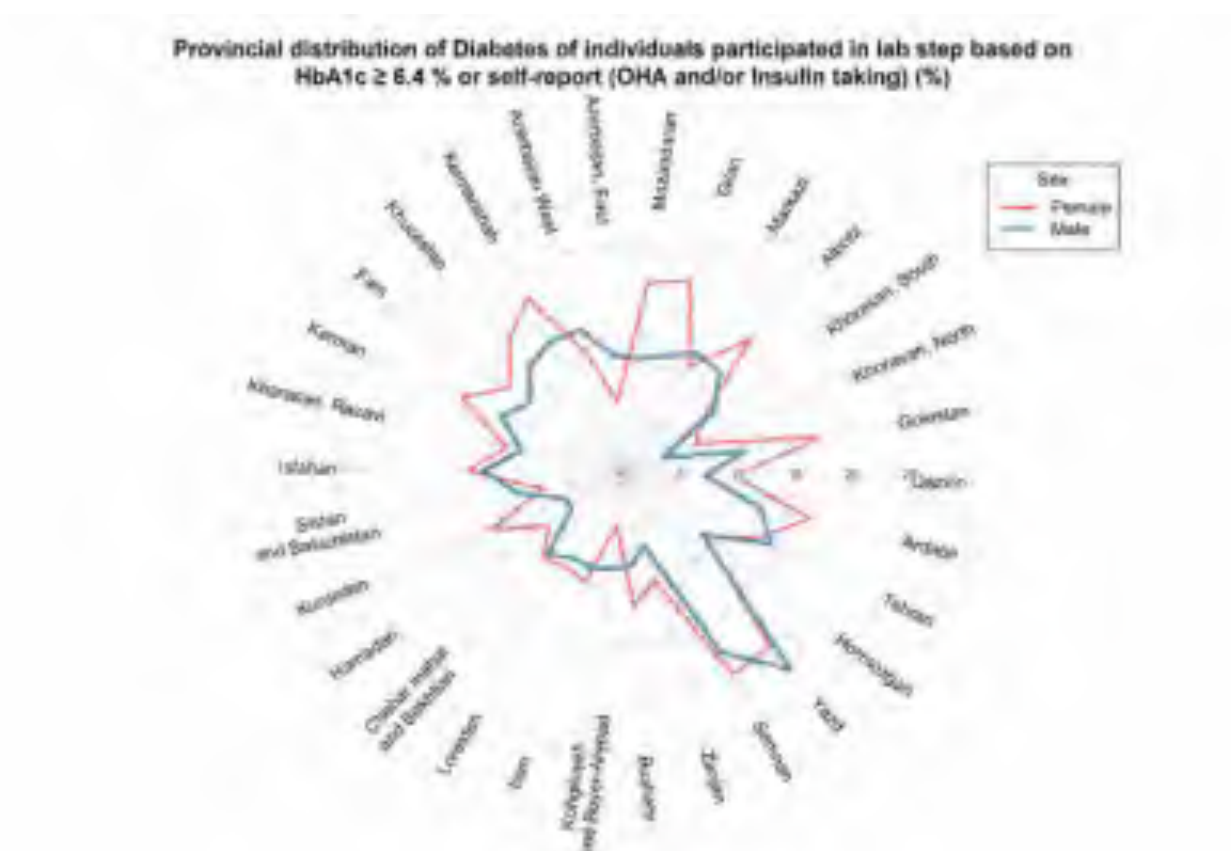 Provincial distribution of Diabetes of individuals participated in lab step based on
HbA1c ≥ 6.4 % or self-report (OHA and/or Insulin taking) (%)
Azerbaijan, East
Mazandaran
Gilan
Markazi
Alborz
Khorasan, South
Khorasan, North
Golestan
Qazvin
Ardabil
Tehran
Hormozgan
Yazd
Semnan
Zanjan
Bushehr
Kohgiluyeh
and Boyer-Ahmad
Ilam
Lorestan
Chahar mahal
and Bakhtiari
Hamadan
Kurdistan
Sistan
and Baluchistan
Isfahan
Khorasan, Razavi
Kerman
Fars
Khuzestan
Kermanshah
Azerbaijan West
Sex
Female
Male